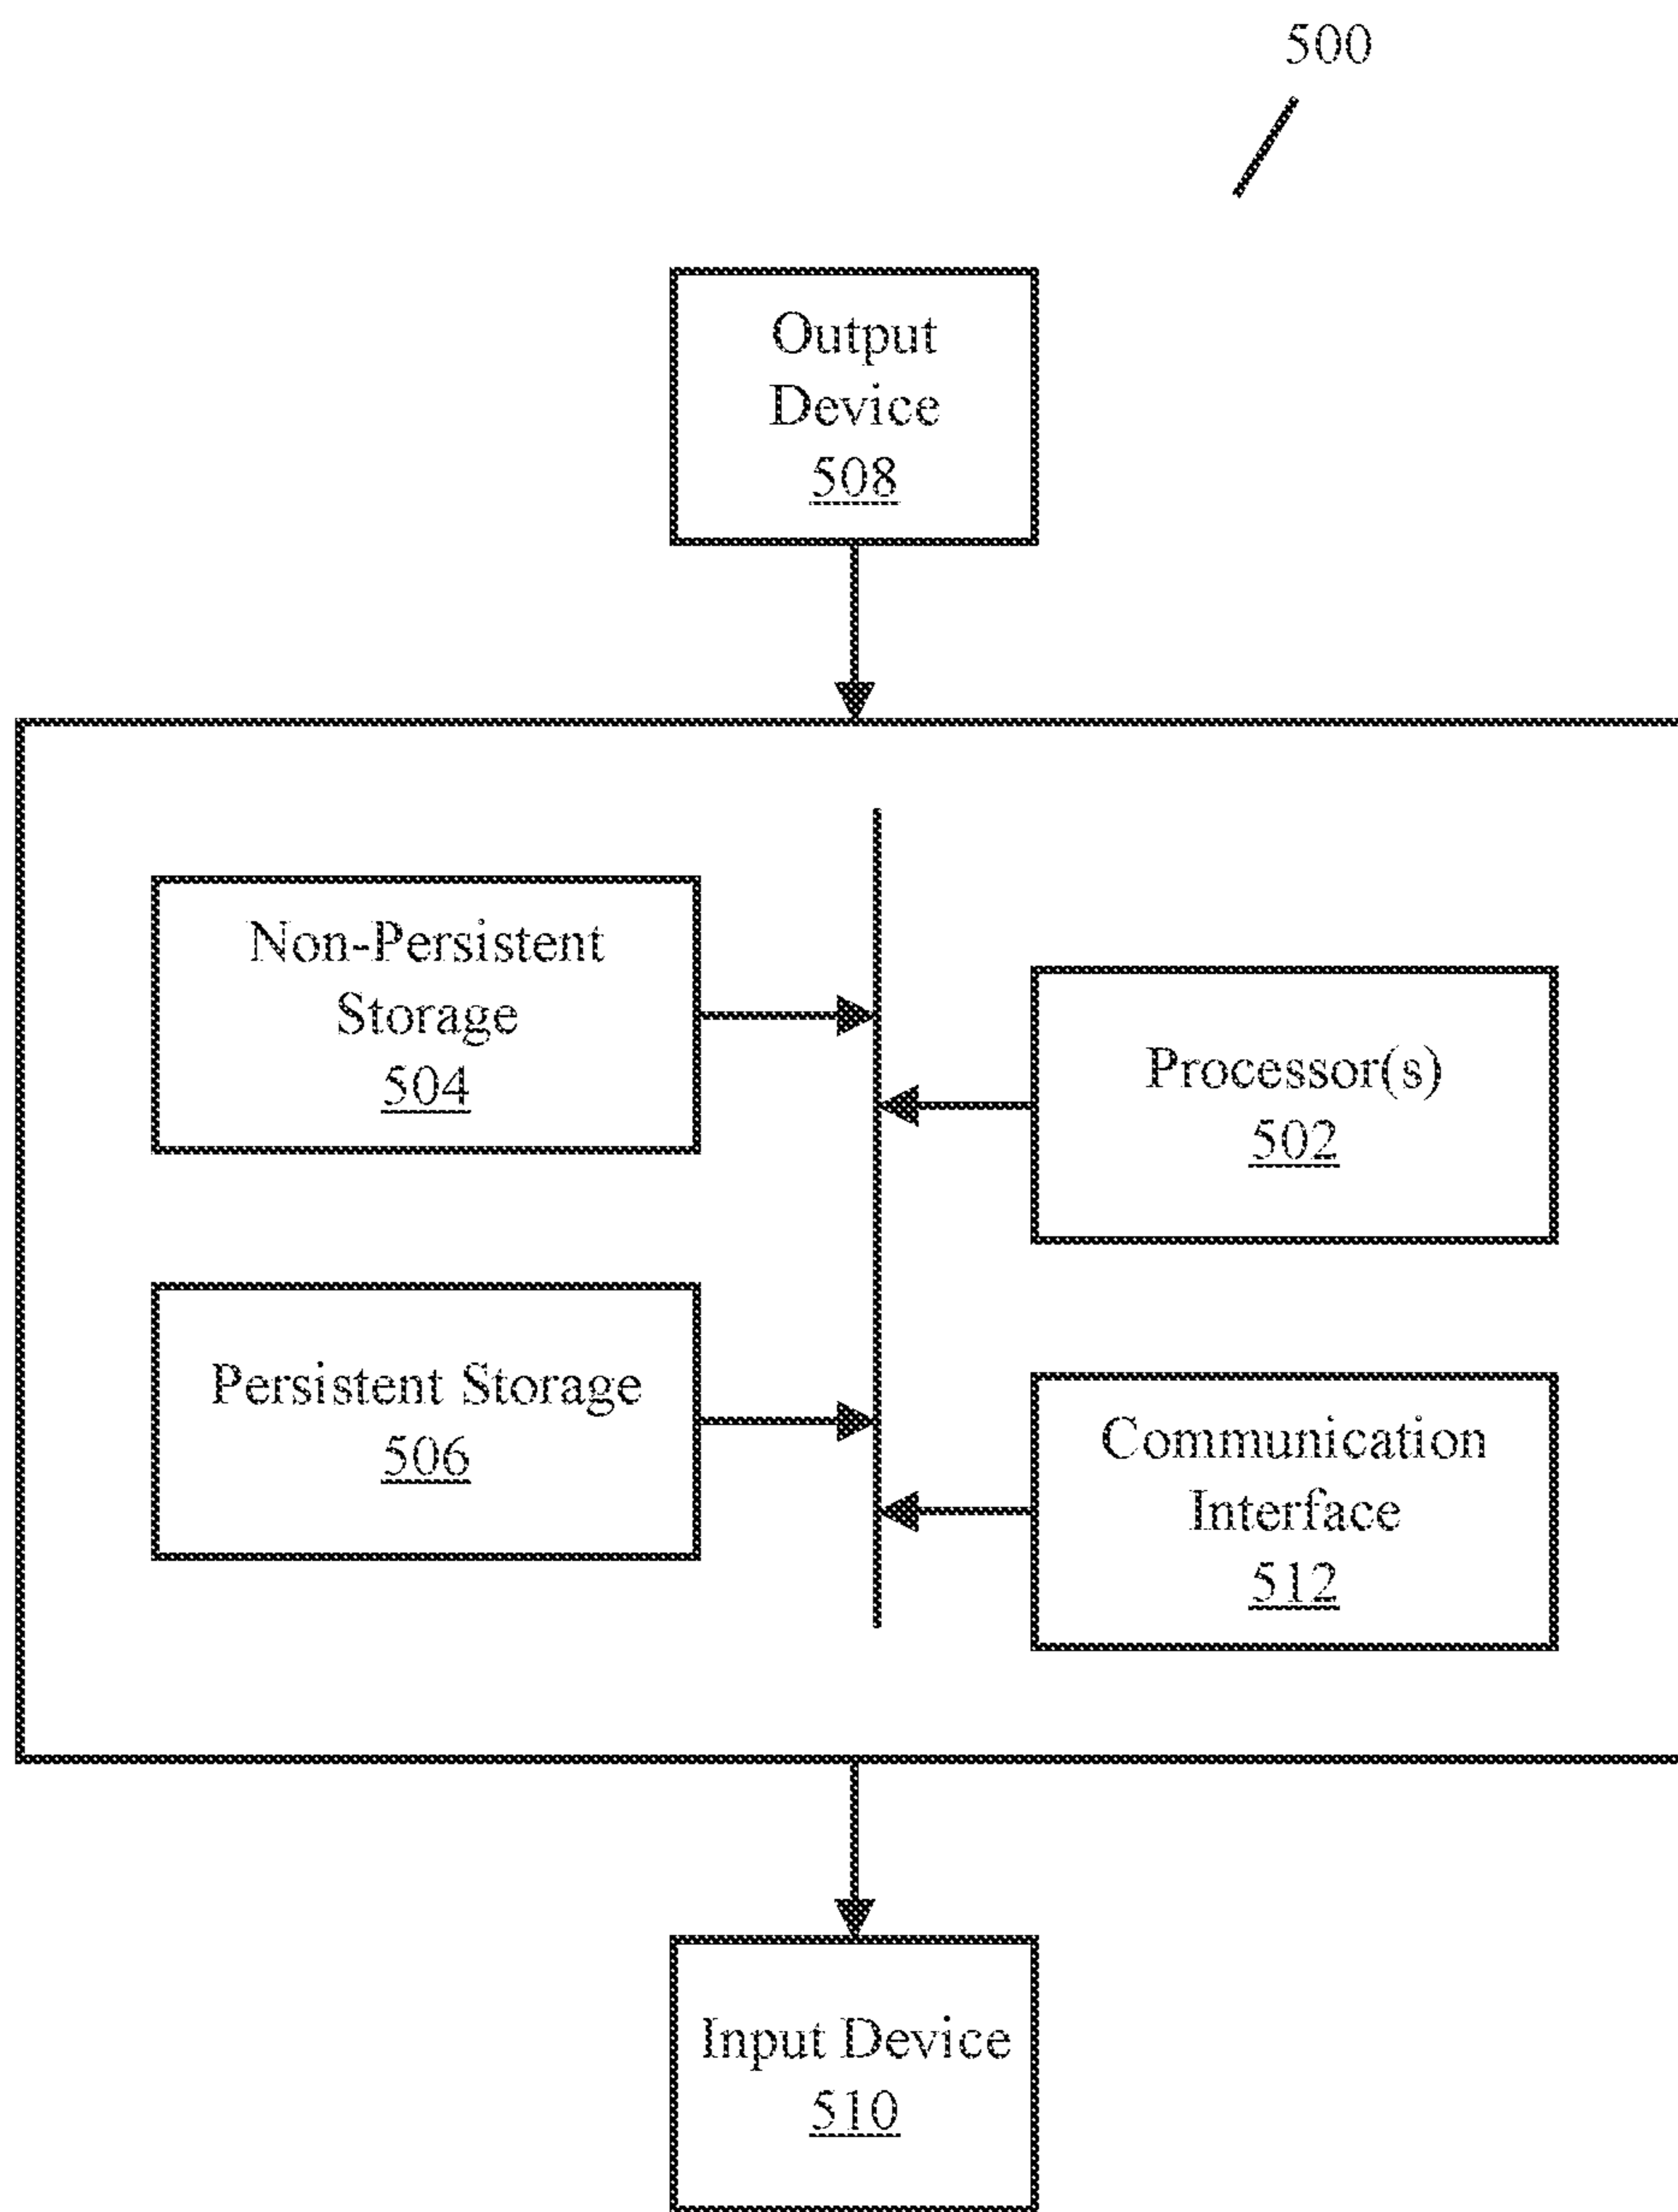 500
Output
Device
508
Non-Persistent
Storage
504
Processor(s)
502
Persistent Storage
506
Communication
Interface
512
Input Device
510